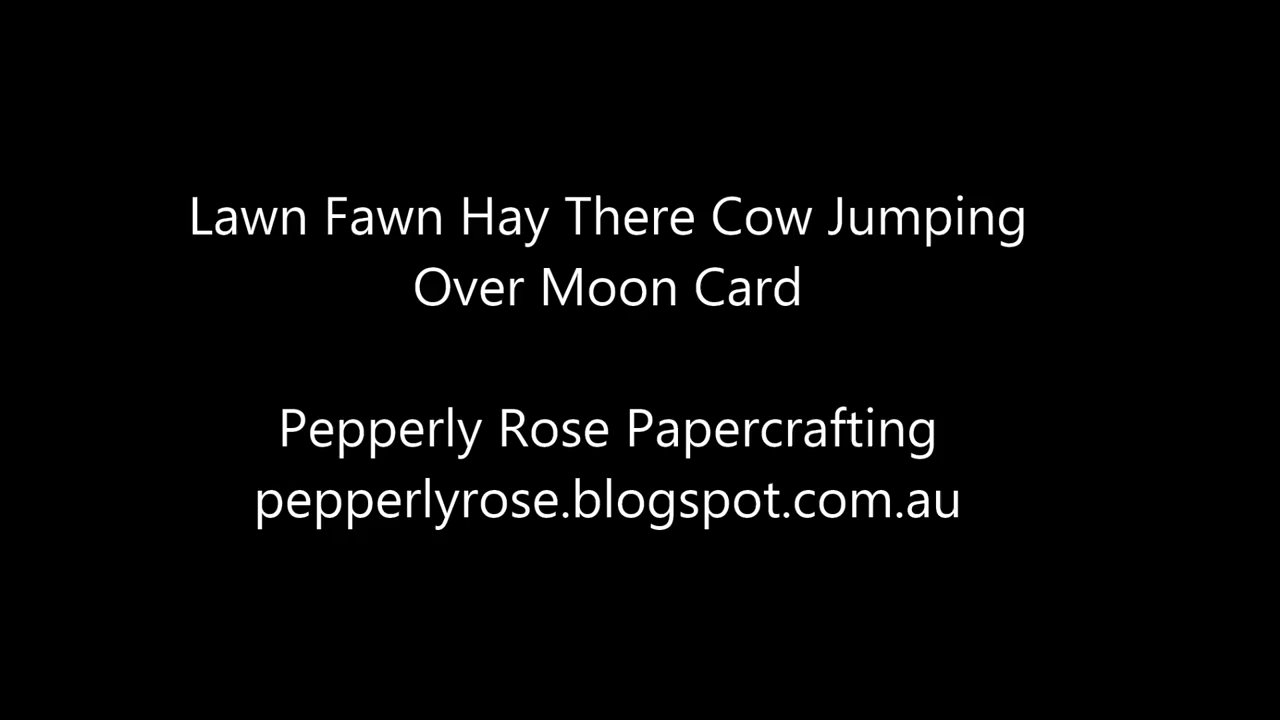 Lawn Fawn Hay There Cow Jumping
Over Moon Card
Pepperly Rose Papercrafting
pepperlyrose.blogspot.com.au